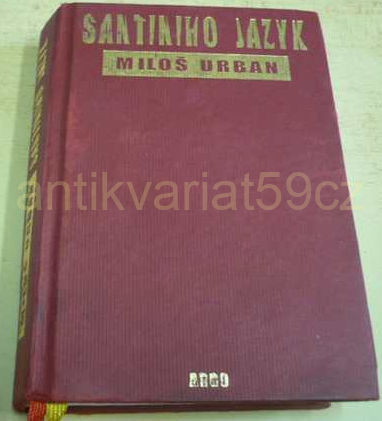 SANTINIHO JAZYK
MILOŠ URBAN
antikvariat59cz
ARGO